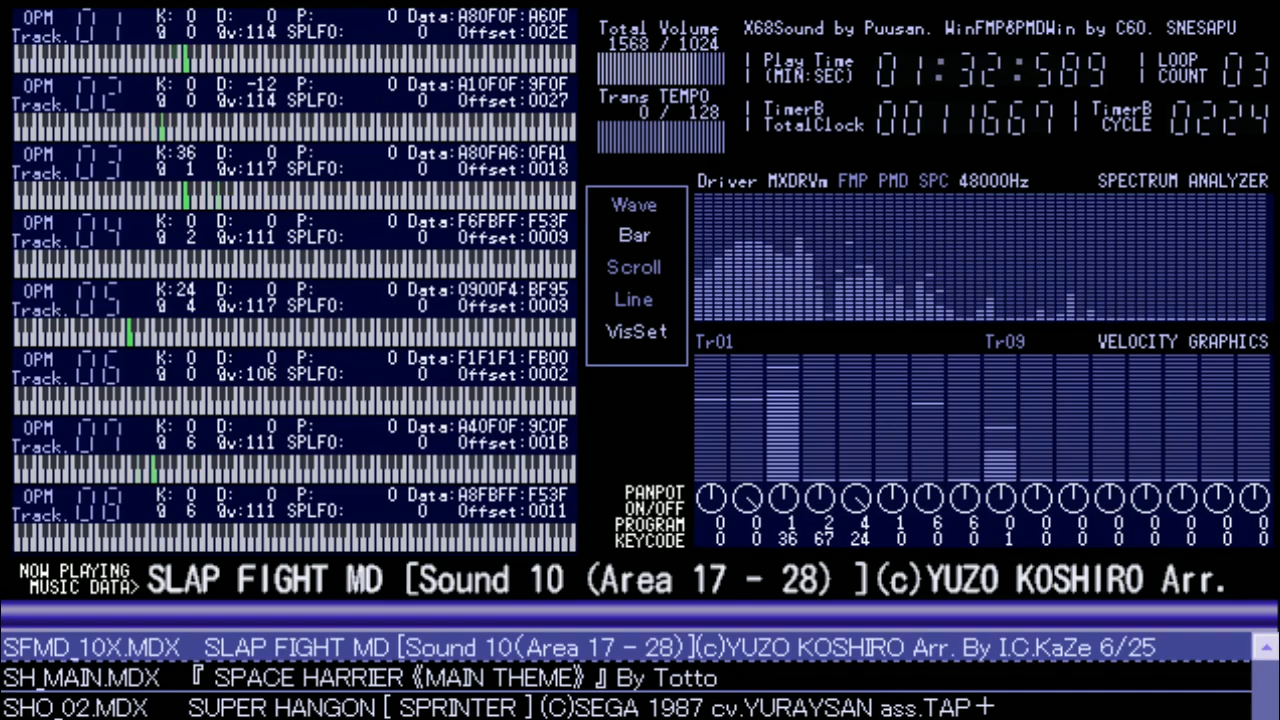 OPM Track. 01 K: 0 D: 0 P: 0 Data:A80F0F:A60F
@ 0 @v:114 SPLFO: 0 Offset:002E
OPM Track. 02 K: 0 D: -12 P: 0 Data:A10F0F:9F0F
@ 0 @v:114 SPLFO: 0 Offset:0027
OPM Track. 03 K:36 D: 0 P: 0 Data:A80FA6:0FA1
@ 1 @v:117 SPLFO: 0 Offset:0018
OPM Track. 04 K: 0 D: 0 P: 0 Data:F6FBFF:F53F
@ 2 @v:111 SPLFO: 0 Offset:0009
OPM Track. 05 K:24 D: 0 P: 0 Data:0900F4:BF95
@ 4 @v:117 SPLFO: 0 Offset:0009
OPM Track. 06 K: 0 D: 0 P: 0 Data:F1F1F1:FB00
@ 0 @v:106 SPLFO: 0 Offset:0002
OPM Track. 07 K: 0 D: 0 P: 0 Data:A40F0F:9C0F
@ 6 @v:111 SPLFO: 0 Offset:001B
OPM Track. 08 K: 0 D: 0 P: 0 Data:A8FBFF:F53F
@ 6 @v:111 SPLFO: 0 Offset:0011
Total Volume
1568 / 1024
Trans TEMPO
0 / 128
X68Sound by Puusan. WinFMP&PMDWin by C60. SNESAPU
Play Time (MIN:SEC) 01:32:589 LOOP COUNT 03
TimerB TotalClock 0011667 TimerB CYCLE 0224
Driver MXDRVm FMP PMD SPC 48000Hz SPECTRUM ANALYZER
Wave
Bar
Scroll
Line
VisSet
Tr01 Tr09 VELOCITY GRAPHICS
PANPOT
ON/OFF
PROGRAM 0 0 1 2 4 1 6 6 0 0 0 0 0 0 0 0
KEYCODE 0 0 36 67 24 0 0 0 1 0 0 0 0 0 0 0
NOW PLAYING
MUSIC DATA> SLAP FIGHT MD [Sound 10 (Area 17 - 28) ](c)YUZO KOSHIRO Arr.
SFMD_10X.MDX SLAP FIGHT MD [Sound 10(Area 17 - 28)](c)YUZO KOSHIRO Arr. By I.C.KaZe 6/25
SH_MAIN.MDX 『 SPACE HARRIER 《MAIN THEME》 』 By Totto
SHO_02.MDX SUPER HANGON [ SPRINTER ] (C)SEGA 1987 cv.YURAYSAN ass.TAP＋